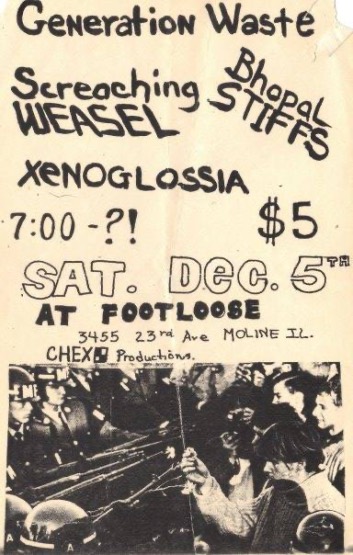 Generation Waste
Screaching WEASEL
Bhopal STIFFS
XENOGLOSSIA
7:00 - ?! $5
SAT. DEC. 5TH
AT FOOTLOOSE
3455 23rd Ave MOLINE IL.
CHEX Productions.